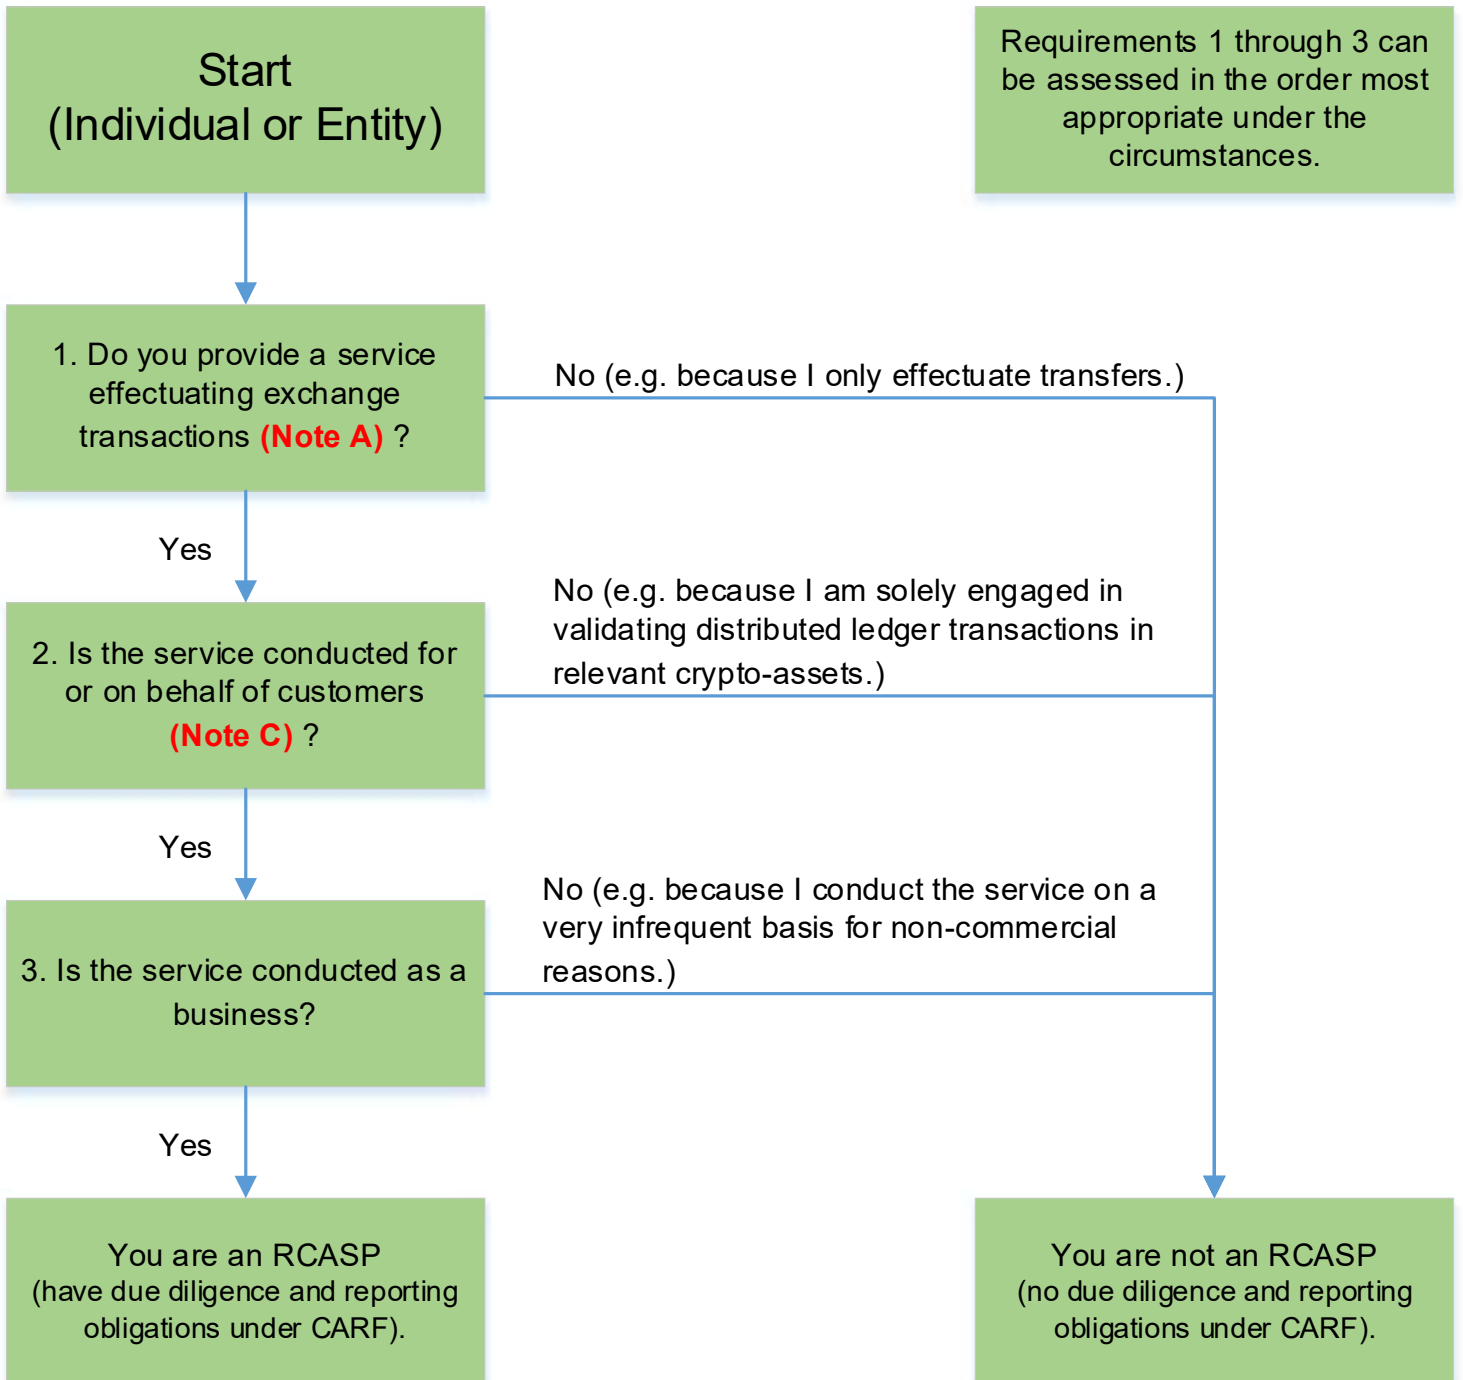 Start
(Individual or Entity)
Requirements 1 through 3 can
be assessed in the order most
appropriate under the
circumstances.
1. Do you provide a service
effectuating exchange
transactions (Note A) ?
No (e.g. because I only effectuate transfers.)
Yes
2. Is the service conducted for
or on behalf of customers
(Note C) ?
No (e.g. because I am solely engaged in
validating distributed ledger transactions in
relevant crypto-assets.)
Yes
3. Is the service conducted as a
business?
No (e.g. because I conduct the service on a
very infrequent basis for non-commercial
reasons.)
Yes
You are an RCASP
(have due diligence and reporting
obligations under CARF).
You are not an RCASP
(no due diligence and reporting
obligations under CARF).